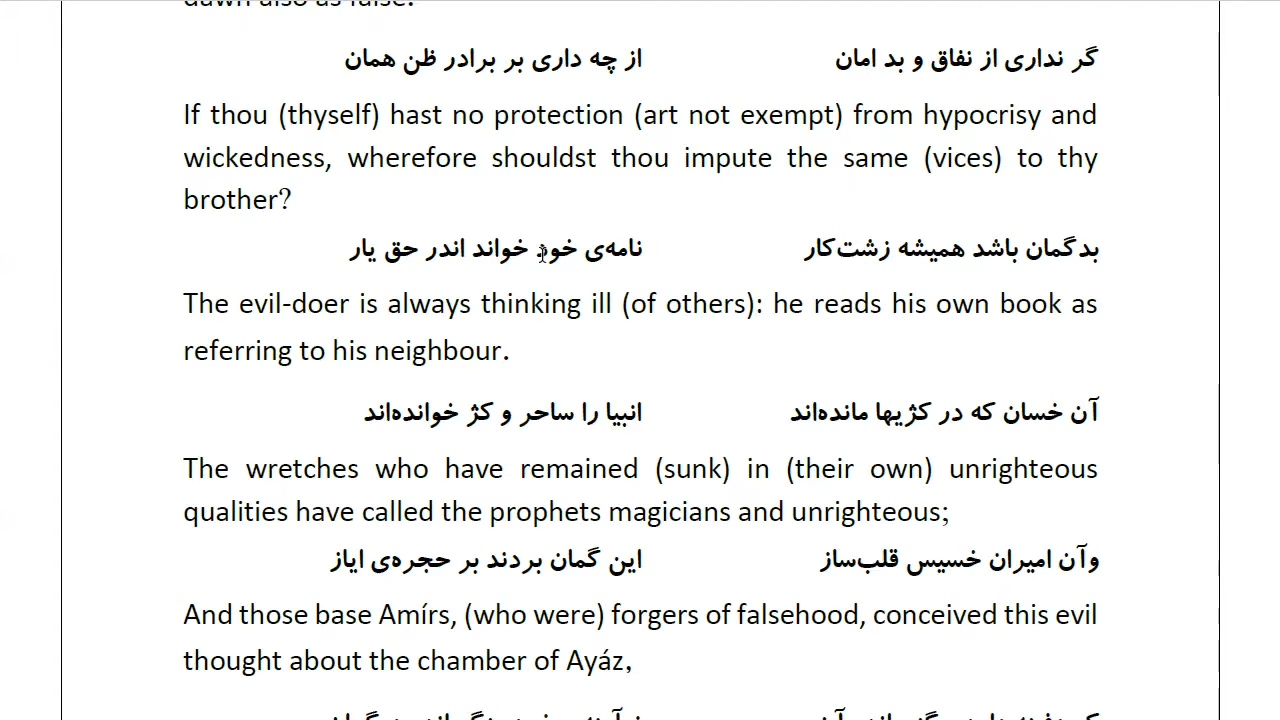 dawn also as false.
گر نداری از نفاق و بد امان از چه داری بر برادر ظن همان
If thou (thyself) hast no protection (art not exempt) from hypocrisy and
wickedness, wherefore shouldst thou impute the same (vices) to thy
brother?
بدگمان باشد همیشه زشت‌کار نامه‌ی خود خواند اندر حق یار
The evil-doer is always thinking ill (of others): he reads his own book as
referring to his neighbour.
آن خسان که در کژیها مانده‌اند انبیا را ساحر و کژ خوانده‌اند
The wretches who have remained (sunk) in (their own) unrighteous
qualities have called the prophets magicians and unrighteous;
وآن امیران خسیس قلب‌ساز این گمان بردند بر حجره‌ی ایاز
And those base Amírs, (who were) forgers of falsehood, conceived this evil
thought about the chamber of Ayáz,